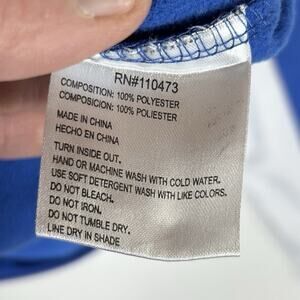 RN#110473
COMPOSITION: 100% POLYESTER
COMPOSICION: 100% POLIESTER
MADE IN CHINA
HECHO EN CHINA
TURN INSIDE OUT.
HAND OR MACHINE WASH WITH COLD WATER.
USE SOFT DETERGENT WASH WITH LIKE COLORS.
DO NOT BLEACH.
DO NOT IRON.
DO NOT TUMBLE DRY.
LINE DRY IN SHADE